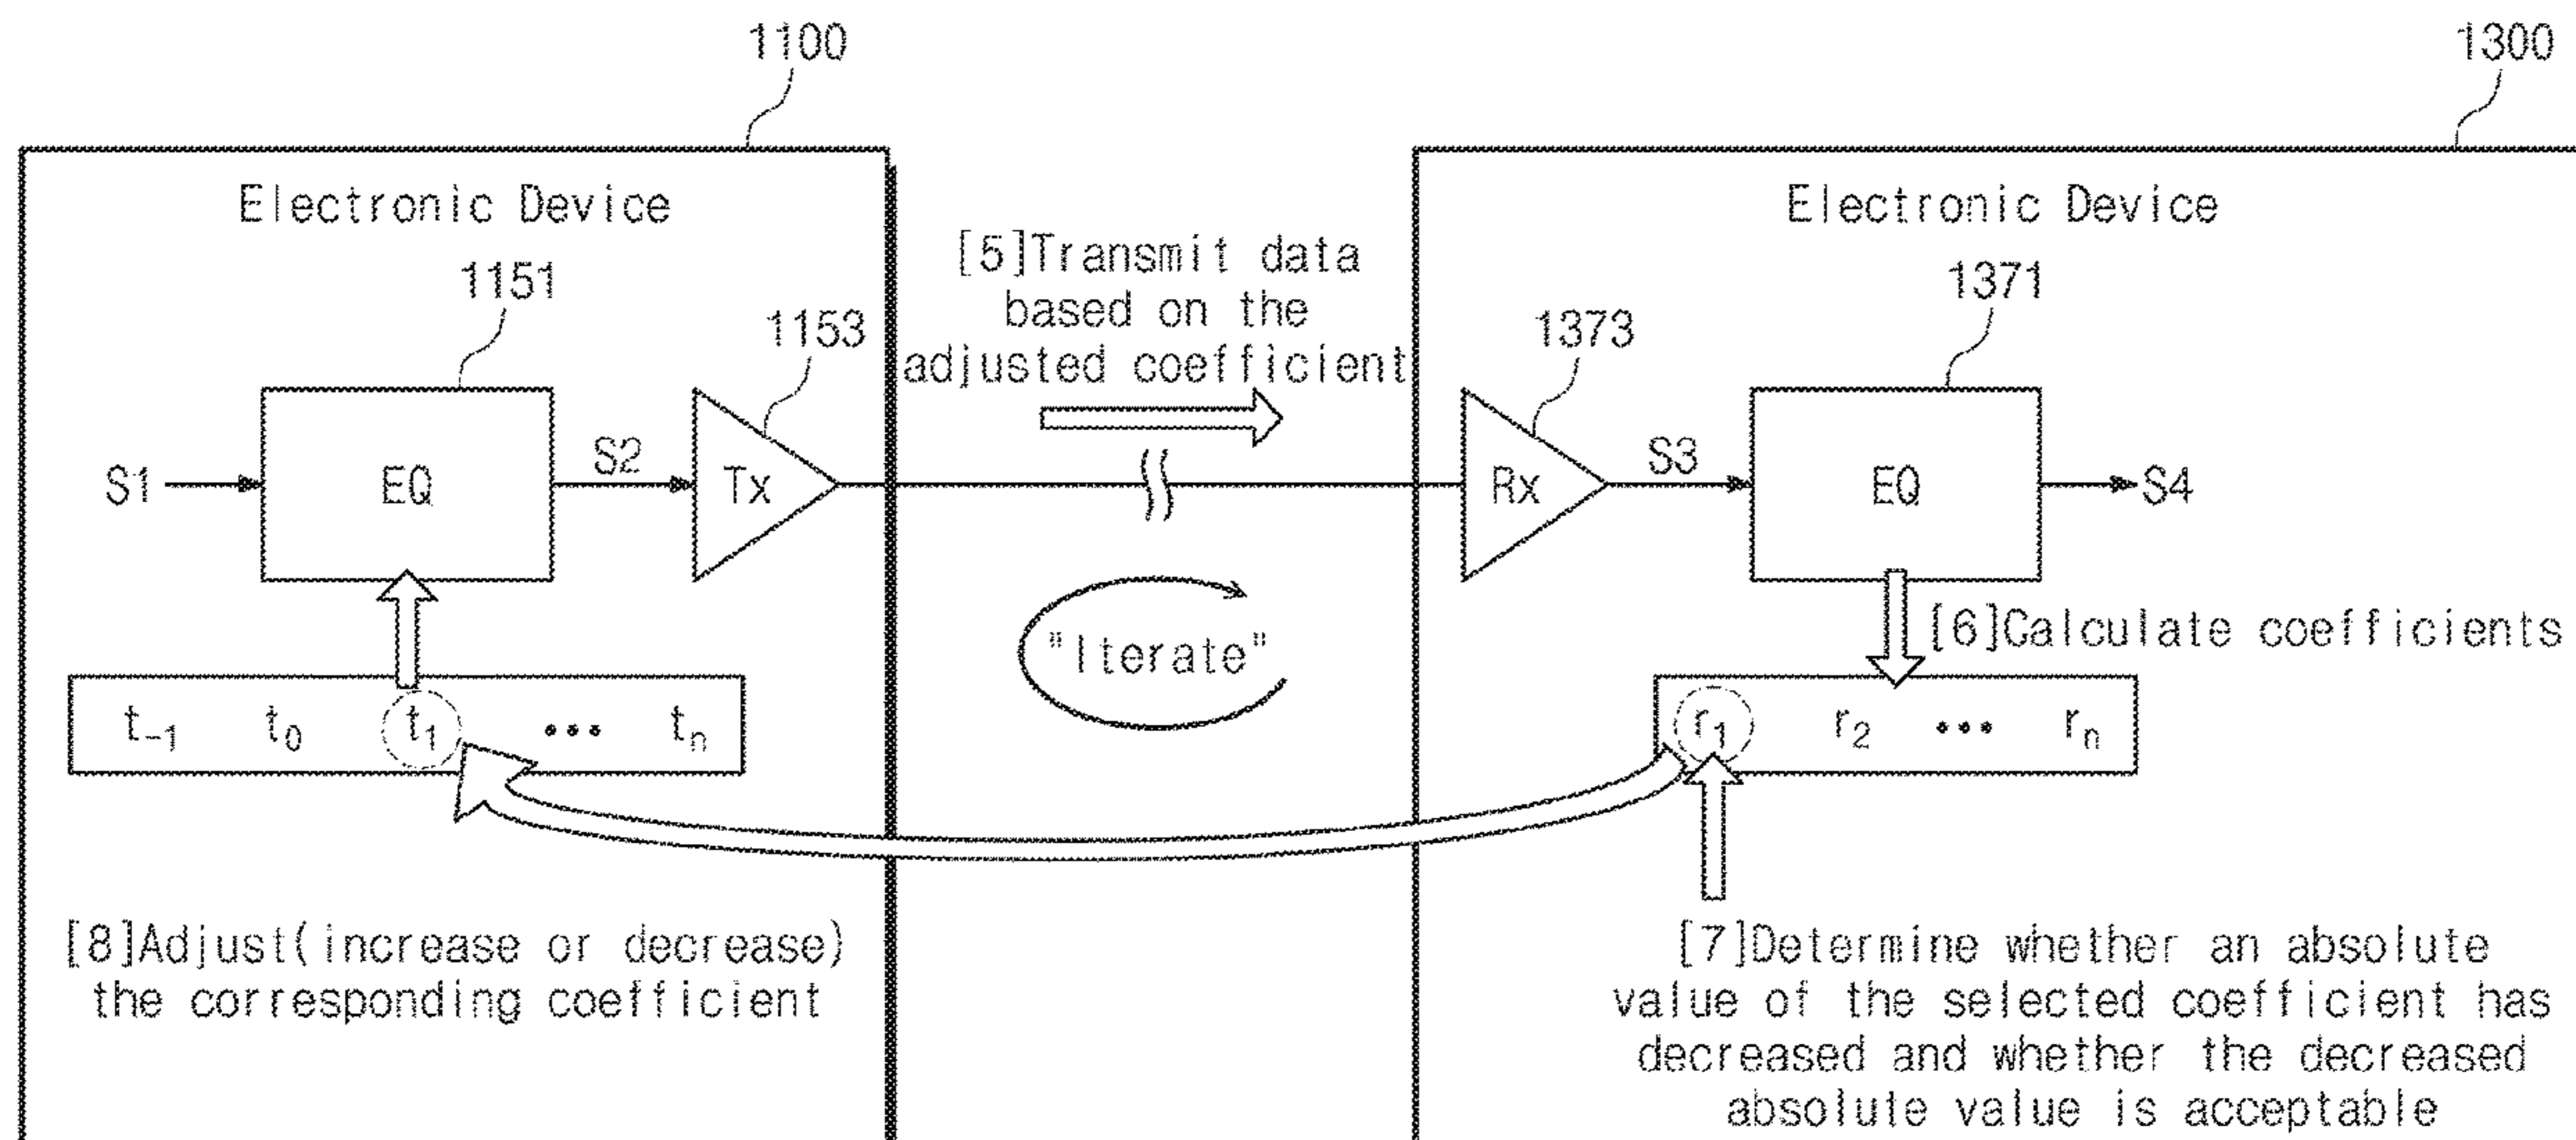 1100
1300
Electronic Device
Electronic Device
1151
1153
[5]Transmit data
based on the
adjusted coefficient
1373
1371
S1
EQ
S2
Tx
Rx
S3
EQ
S4
"Iterate"
[6]Calculate coefficients
t-1 t0 t1 ••• tn
r1 r2 ••• rn
[8]Adjust(increase or decrease)
the corresponding coefficient
[7]Determine whether an absolute
value of the selected coefficient has
decreased and whether the decreased
absolute value is acceptable